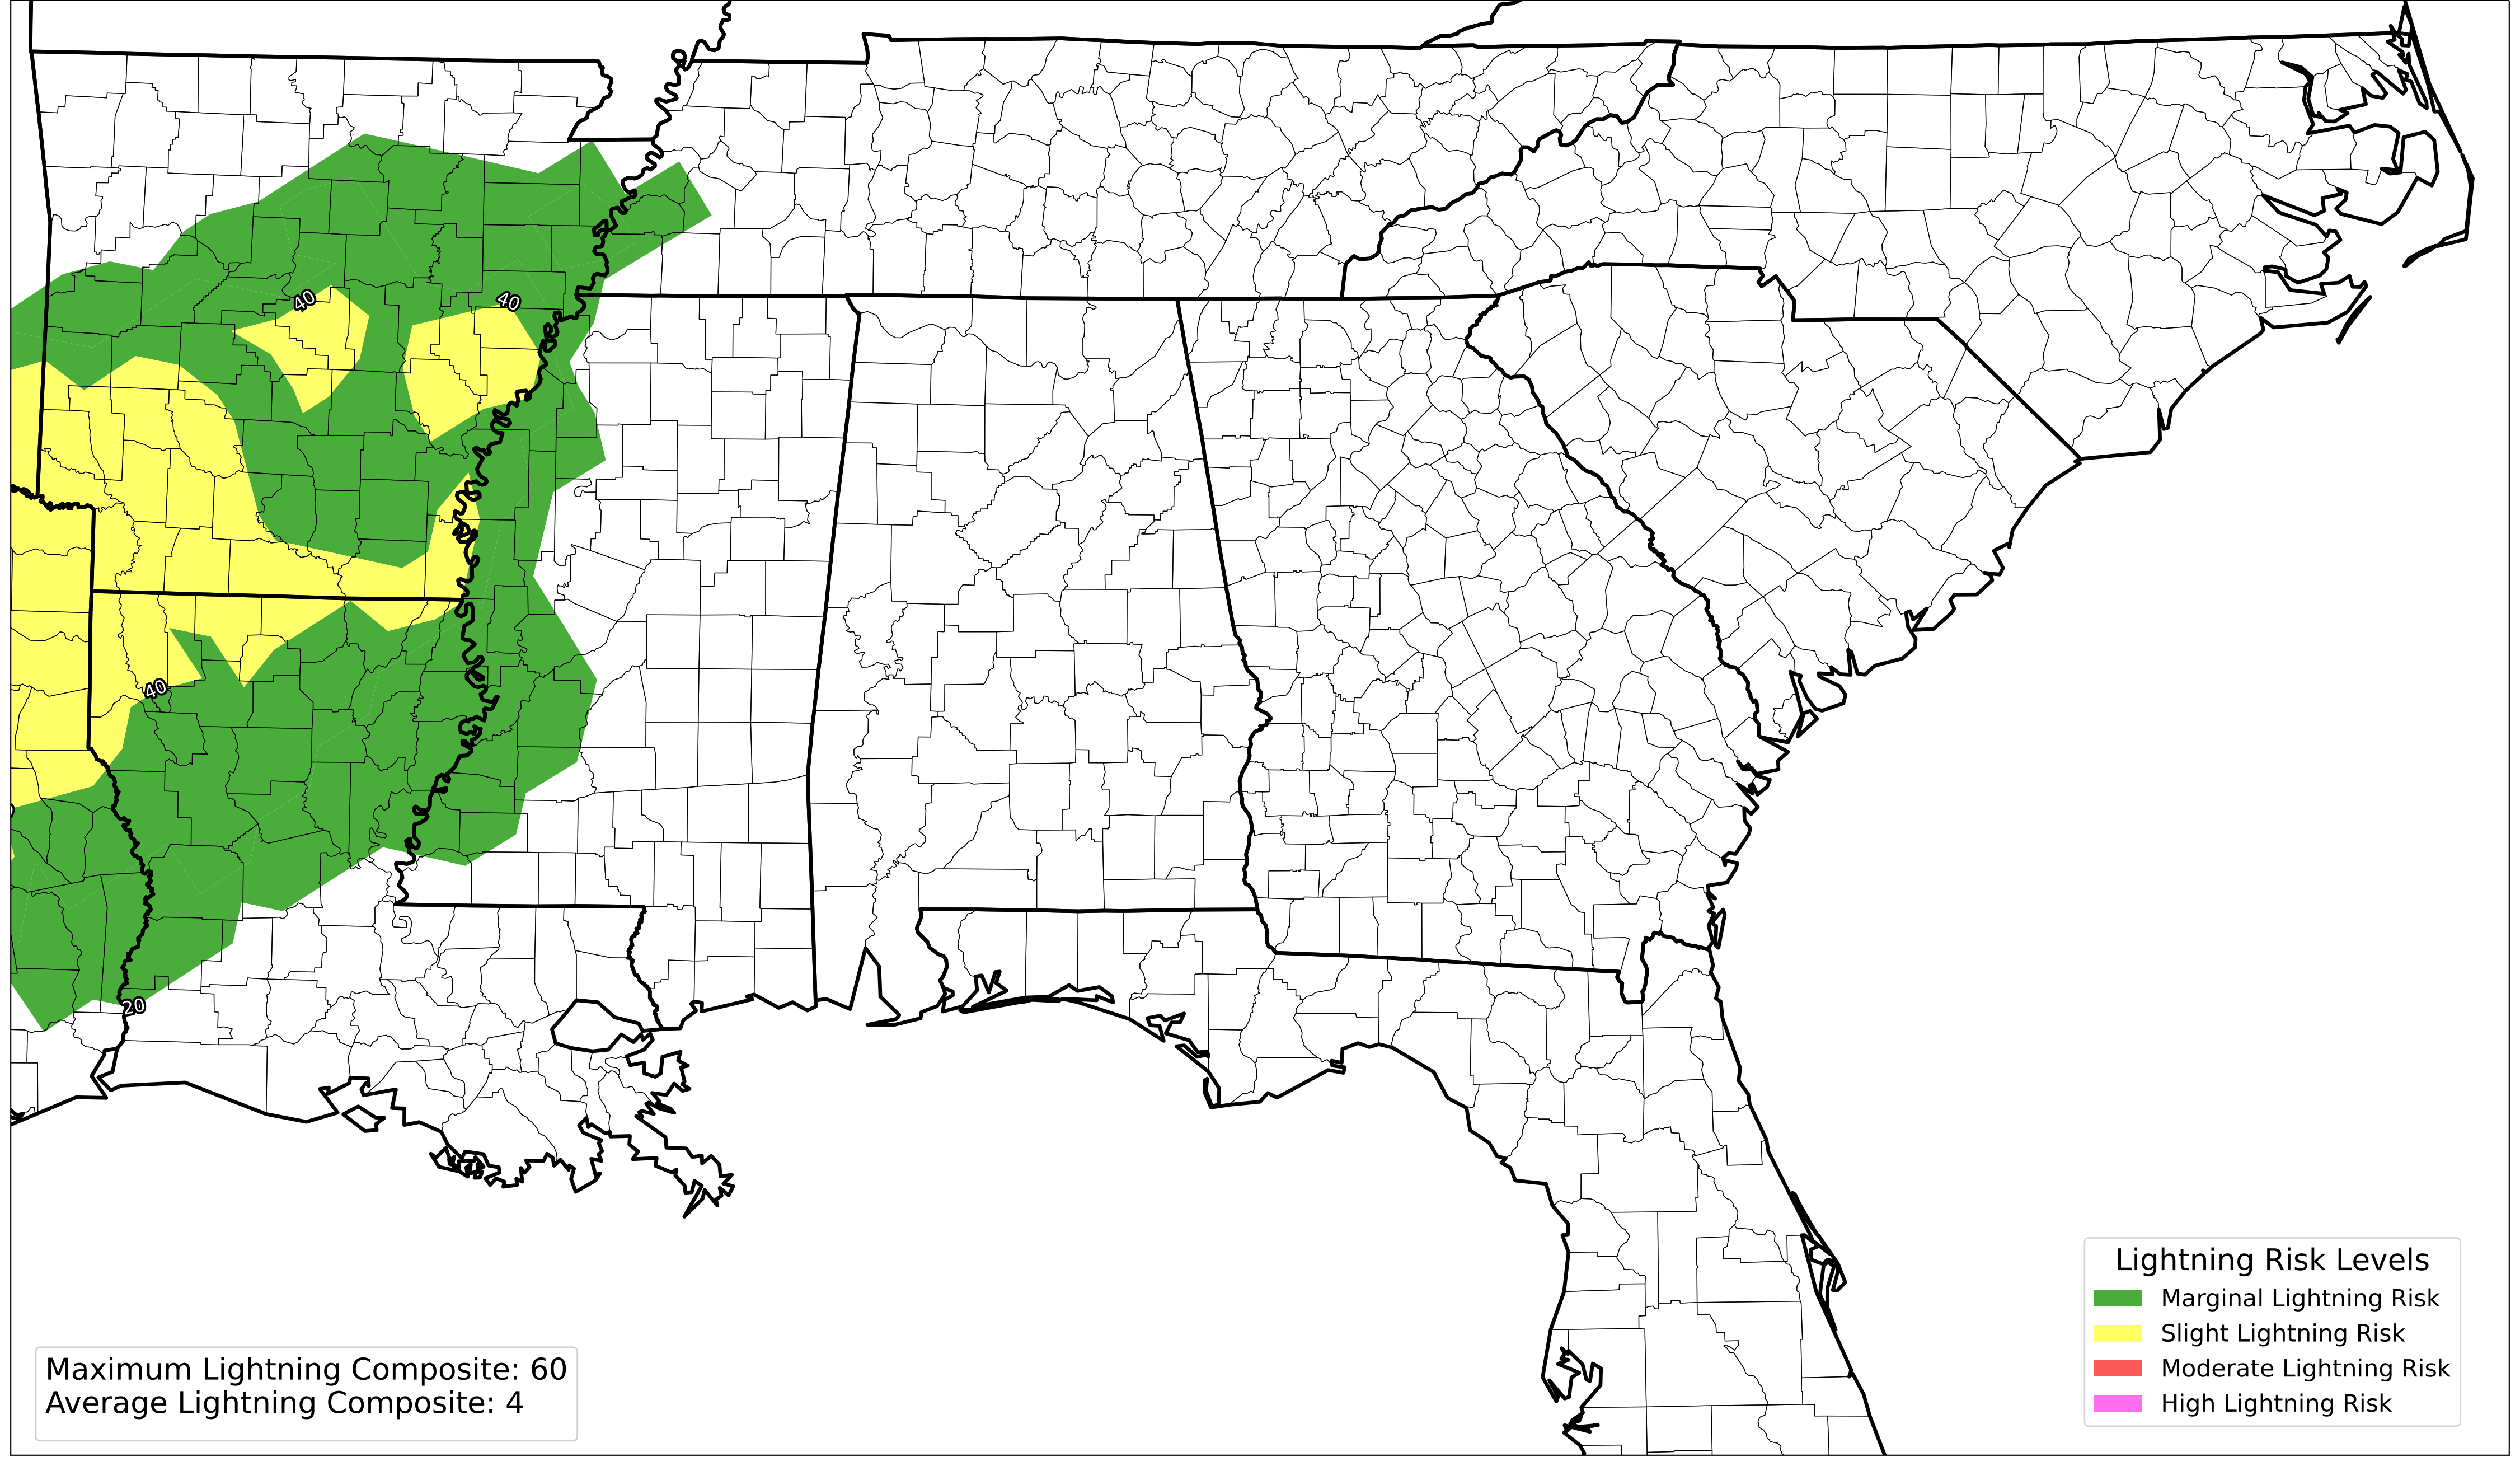 40
40
40
20
Lightning Risk Levels
Marginal Lightning Risk
Slight Lightning Risk
Moderate Lightning Risk
High Lightning Risk
Maximum Lightning Composite: 60
Average Lightning Composite: 4